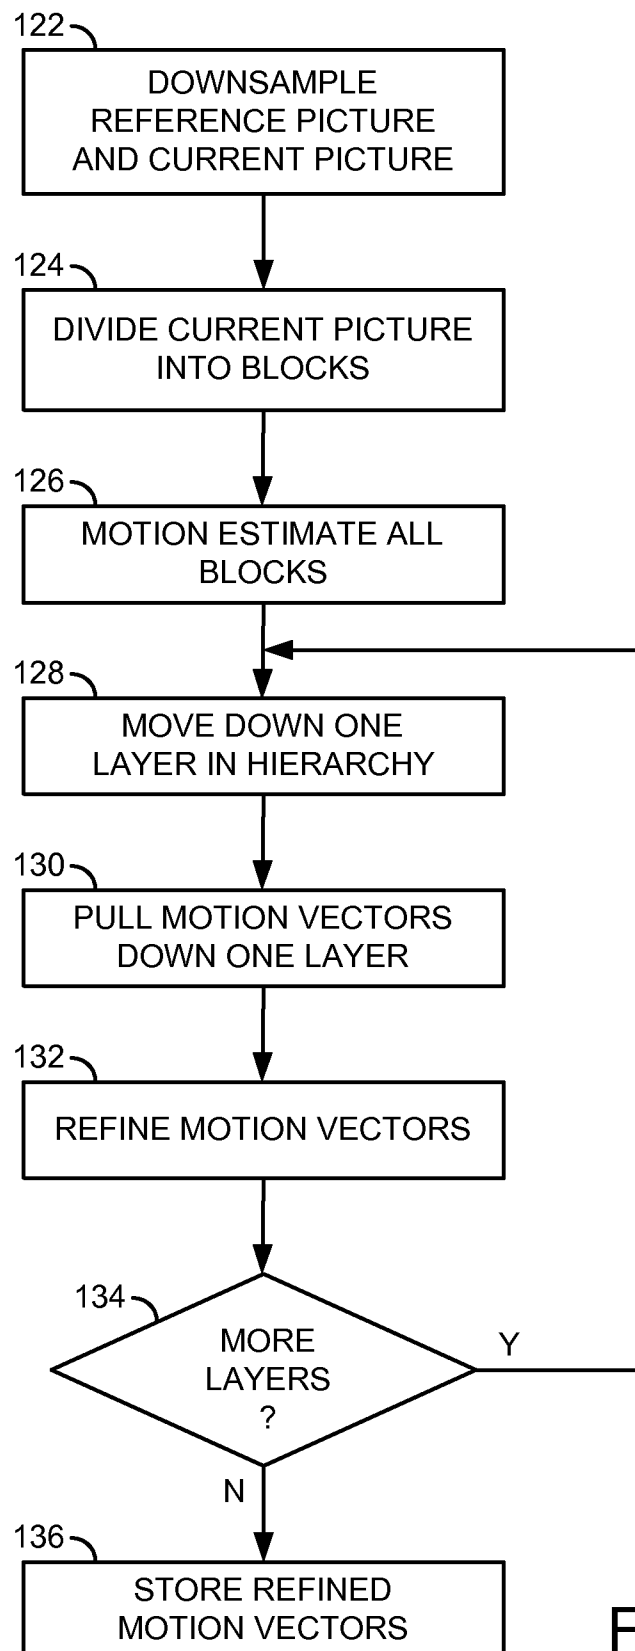 122
DOWNSAMPLE
REFERENCE PICTURE
AND CURRENT PICTURE
124
DIVIDE CURRENT PICTURE
INTO BLOCKS
126
MOTION ESTIMATE ALL
BLOCKS
128
MOVE DOWN ONE
LAYER IN HIERARCHY
130
PULL MOTION VECTORS
DOWN ONE LAYER
132
REFINE MOTION VECTORS
134
MORE
LAYERS
?
Y
N
136
STORE REFINED
MOTION VECTORS